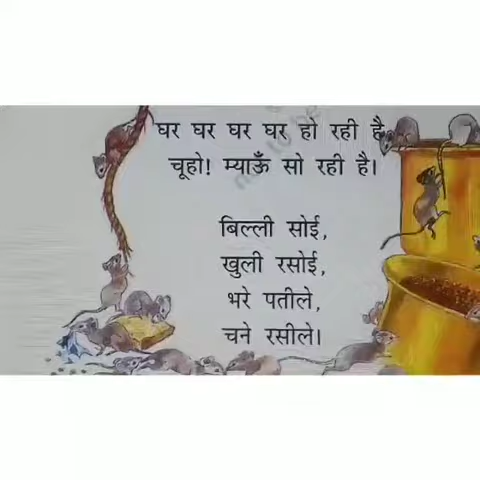 घर घर घर घर हो रही है
चूहो! म्याऊँ सो रही है।
बिल्ली सोई,
खुली रसोई,
भरे पतीले,
चने रसीले।